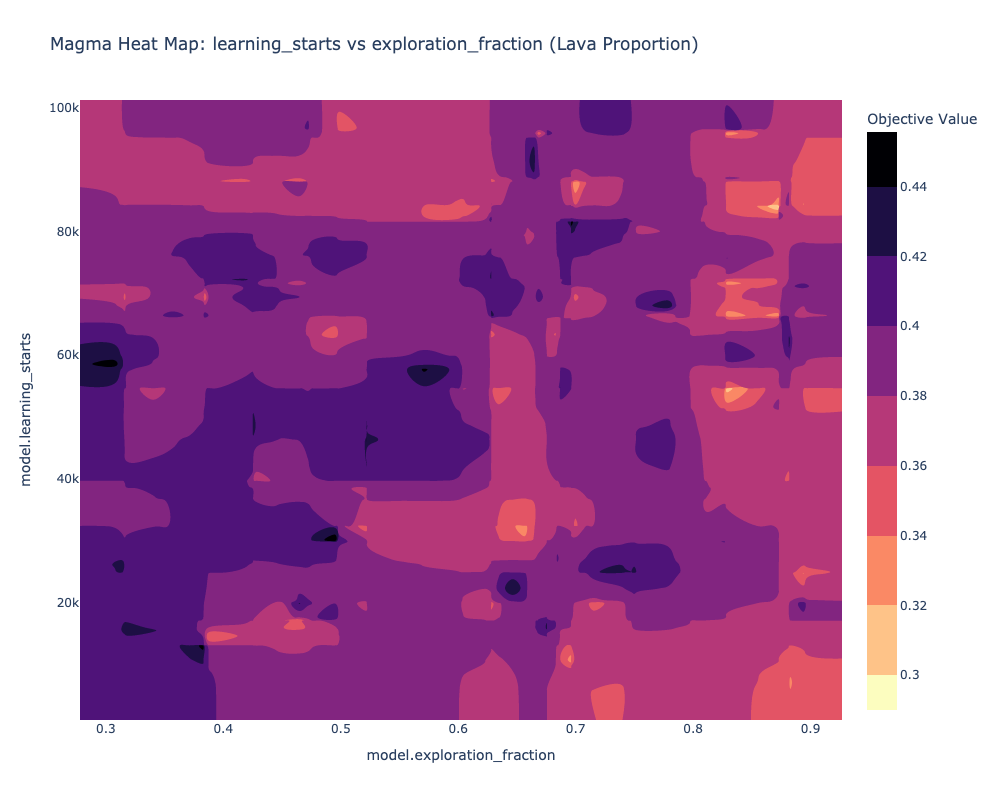 Magma Heat Map: learning_starts vs exploration_fraction (Lava Proportion)
Objective Value
100k
80k
60k
40k
20k
model.learning_starts
0.3
0.4
0.5
0.6
0.7
0.8
0.9
model.exploration_fraction
0.44
0.42
0.4
0.38
0.36
0.34
0.32
0.3